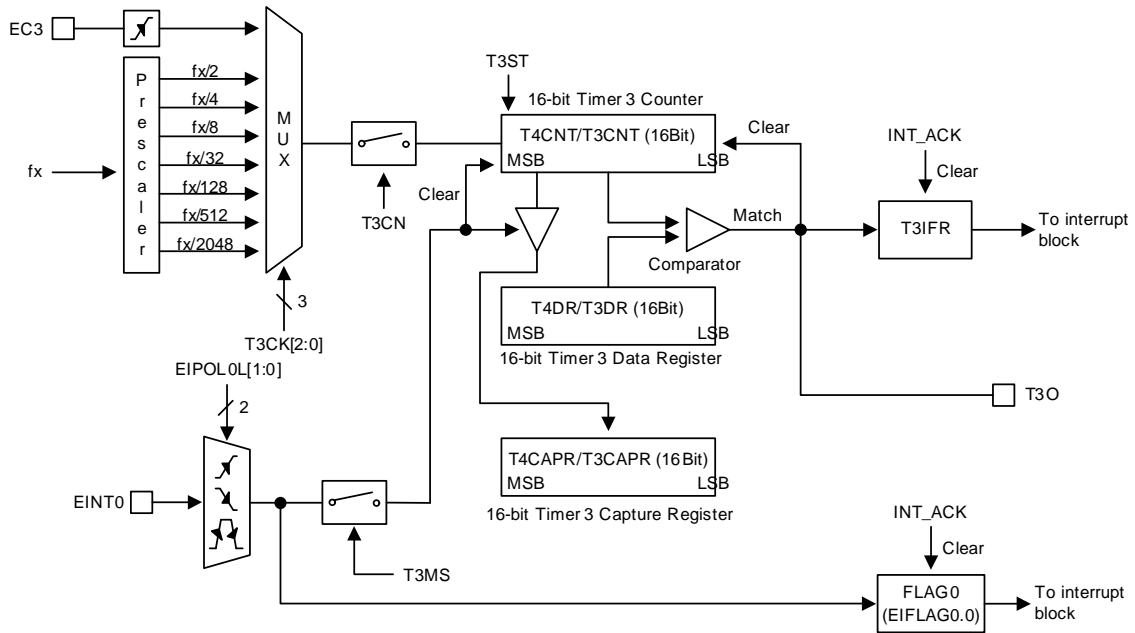 EC3
Prescaler
fx/2
fx/4
fx/8
fx/32
fx/128
fx/512
fx/2048
fx
MUX
3
T3CK[2:0]
T3CN
T3ST
16-bit Timer 3 Counter
T4CNT/T3CNT (16Bit)
MSB LSB
Clear
Clear
Match
Comparator
INT_ACK
Clear
T3IFR
To interrupt
block
T4DR/T3DR (16Bit)
MSB LSB
16-bit Timer 3 Data Register
T3O
EIPOL0L[1:0]
2
EINT0
T3MS
T4CAPR/T3CAPR (16Bit)
MSB LSB
16-bit Timer 3 Capture Register
INT_ACK
Clear
FLAG0
(EIFLAG0.0)
To interrupt
block